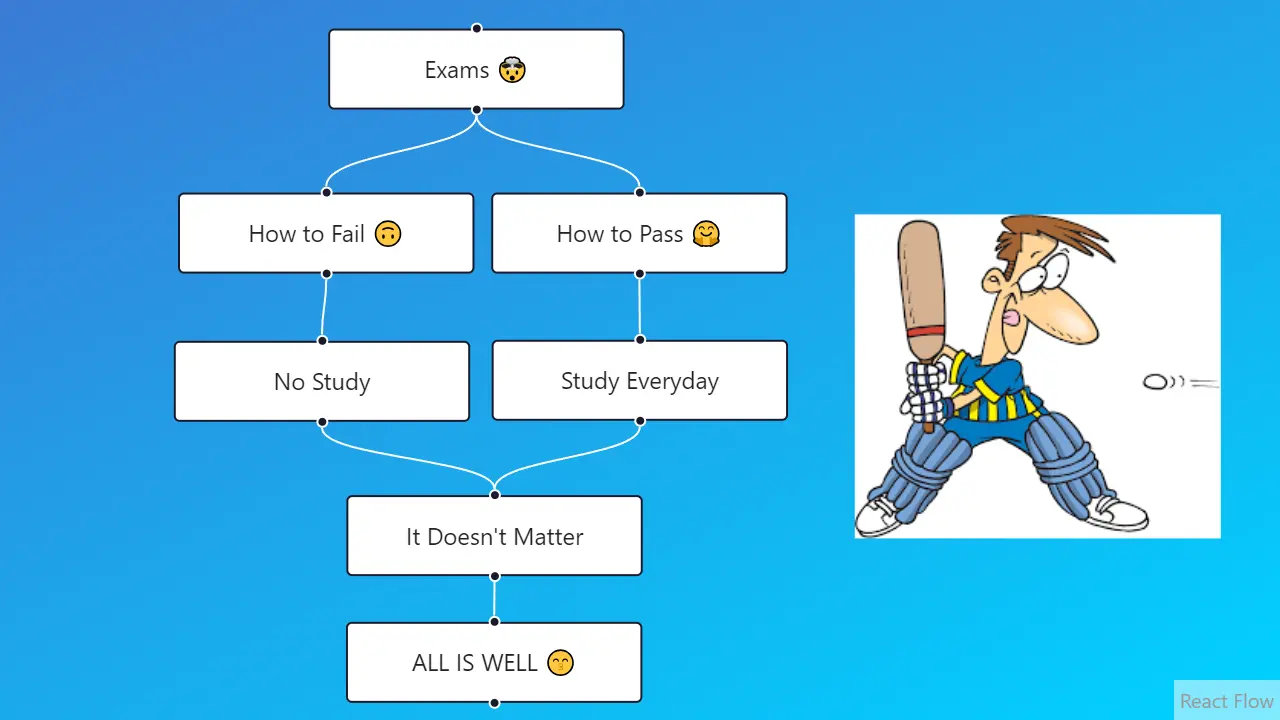 Exams 🤯
How to Fail 🙃
How to Pass 🤗
No Study
Study Everyday
It Doesn't Matter
ALL IS WELL 😙
React Flow